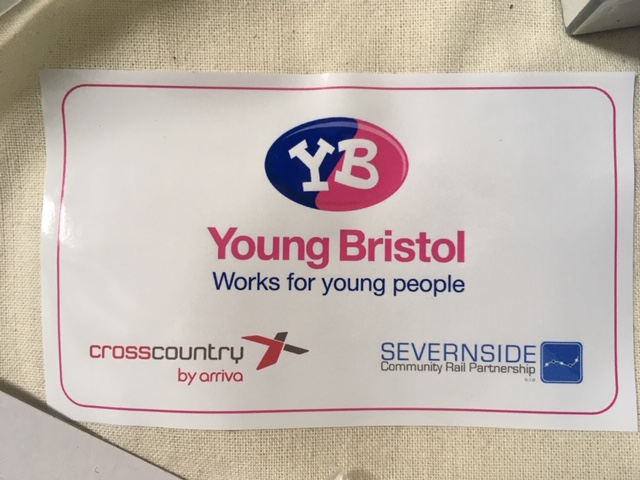 YB
Young Bristol
Works for young people
crosscountry
by arriva
SEVERNSIDE
Community Rail Partnership